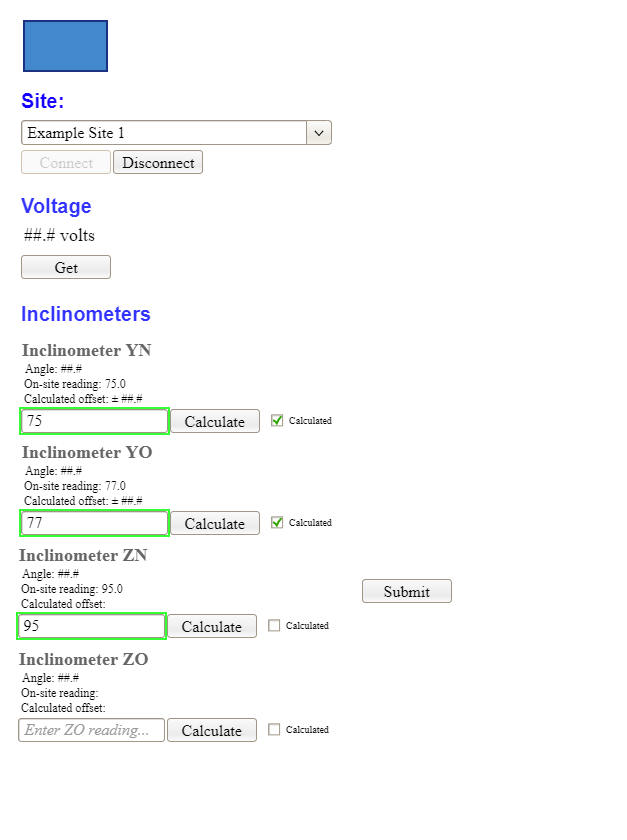 Site:
Example Site 1
Connect Disconnect
Voltage
##.# volts
Get
Inclinometers
Inclinometer YN
Angle: ##.#
On-site reading: 75.0
Calculated offset: ± ##.#
75 Calculate Calculated
Inclinometer YO
Angle: ##.#
On-site reading: 77.0
Calculated offset: ± ##.#
77 Calculate Calculated
Inclinometer ZN
Angle: ##.#
On-site reading: 95.0
Submit
Calculated offset:
95 Calculate Calculated
Inclinometer ZO
Angle: ##.#
On-site reading:
Calculated offset:
Enter ZO reading... Calculate Calculated